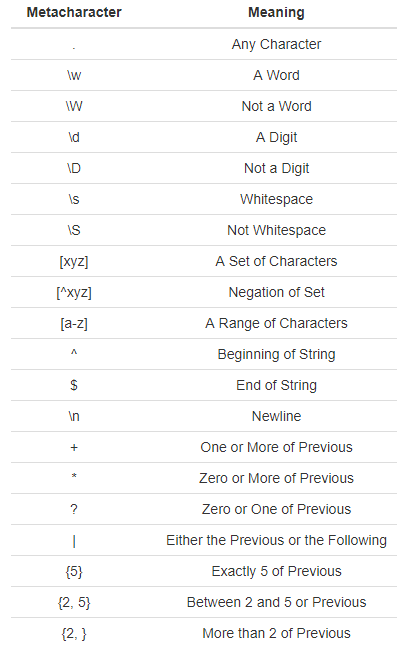 Metacharacter Meaning
. Any Character
\w A Word
\W Not a Word
\d A Digit
\D Not a Digit
\s Whitespace
\S Not Whitespace
[xyz] A Set of Characters
[^xyz] Negation of Set
[a-z] A Range of Characters
^ Beginning of String
$ End of String
\n Newline
+ One or More of Previous
* Zero or More of Previous
? Zero or One of Previous
| Either the Previous or the Following
{5} Exactly 5 of Previous
{2, 5} Between 2 and 5 or Previous
{2, } More than 2 of Previous